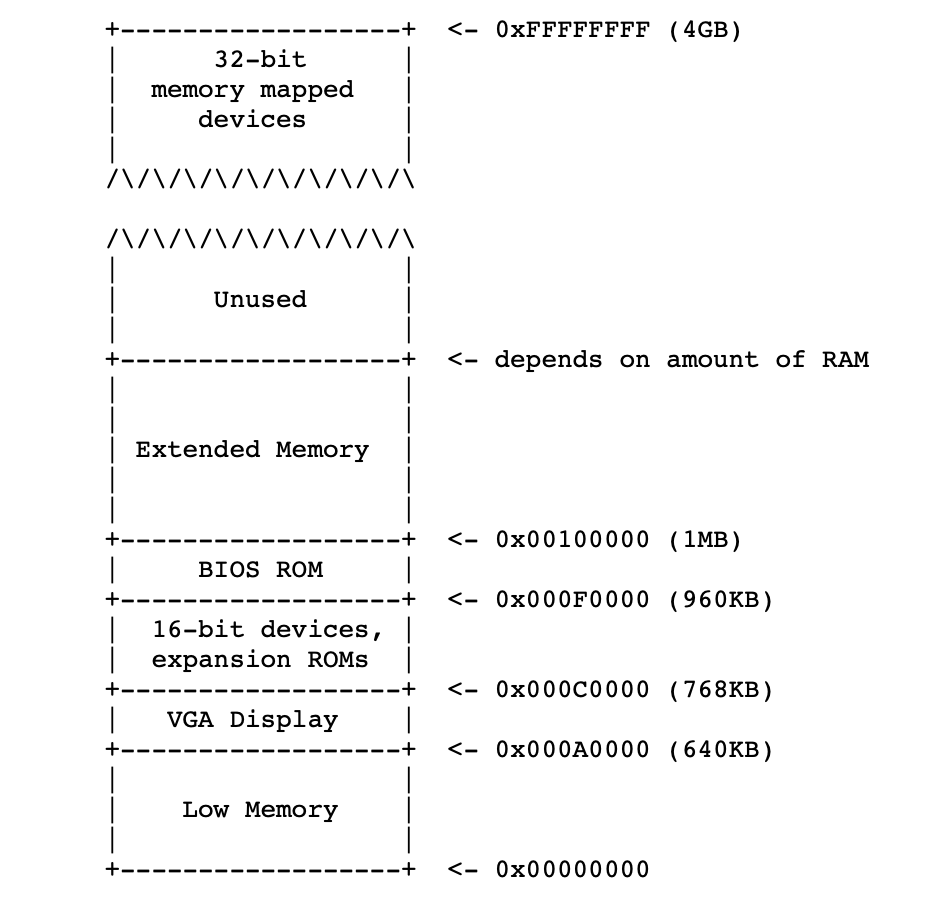 +------------------+  <- 0xFFFFFFFF (4GB)
|      32-bit      |
|  memory mapped   |
|     devices      |
|                  |
/\/\/\/\/\/\/\/\/\/\

/\/\/\/\/\/\/\/\/\/\
|                  |
|      Unused      |
|                  |
+------------------+  <- depends on amount of RAM
|                  |
|                  |
| Extended Memory  |
|                  |
|                  |
+------------------+  <- 0x00100000 (1MB)
|     BIOS ROM     |
+------------------+  <- 0x000F0000 (960KB)
|  16-bit devices, |
|  expansion ROMs  |
+------------------+  <- 0x000C0000 (768KB)
|   VGA Display    |
+------------------+  <- 0x000A0000 (640KB)
|                  |
|    Low Memory    |
|                  |
+------------------+  <- 0x00000000